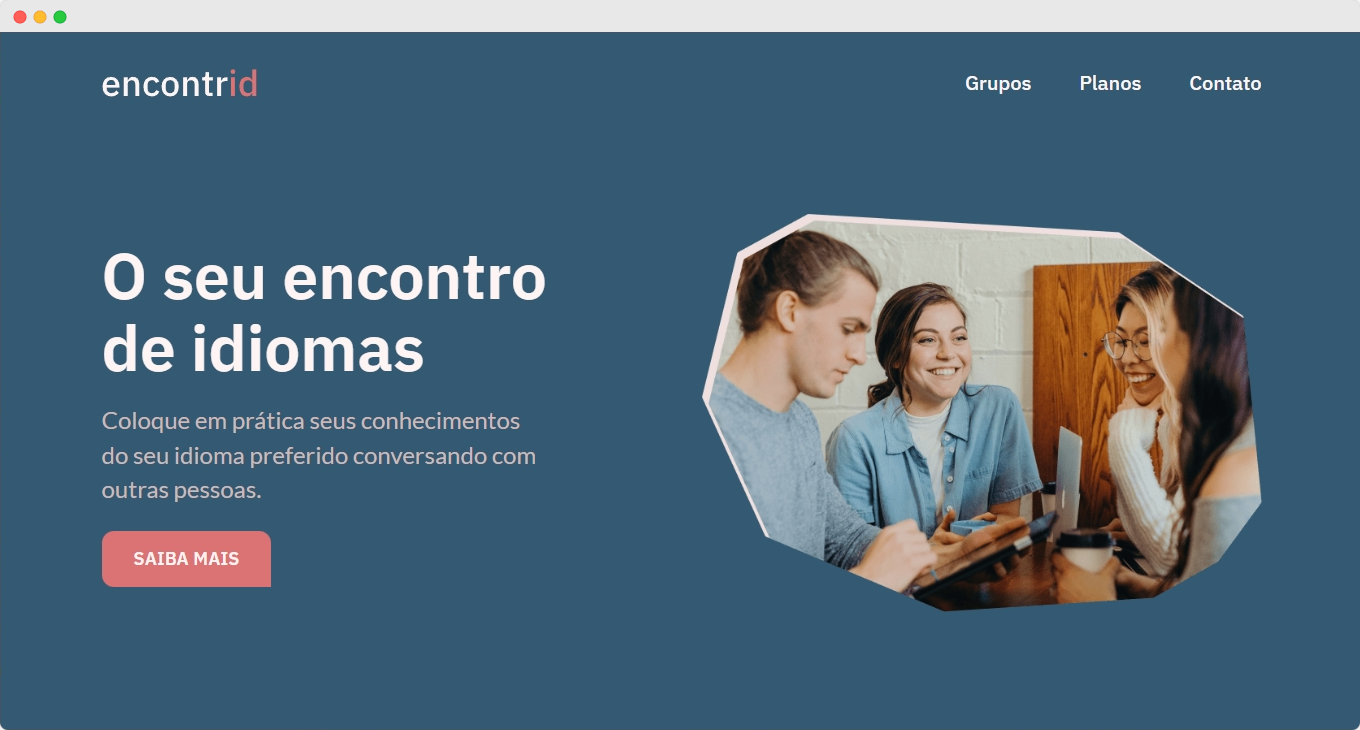 encontrid
Grupos Planos Contato
O seu encontro
de idiomas
Coloque em prática seus conhecimentos
do seu idioma preferido conversando com
outras pessoas.
SAIBA MAIS